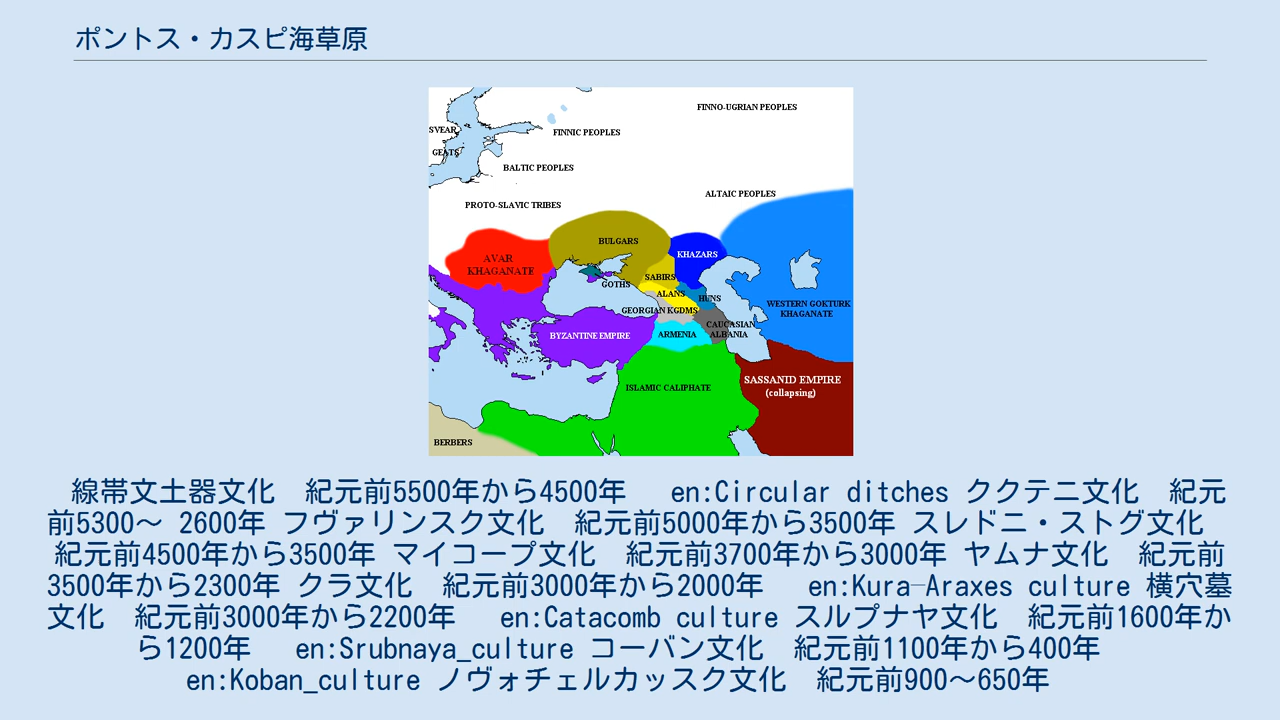 ポントス・カスピ海草原
FINNO-UGRIAN PEOPLES
SVEAR
FINNIC PEOPLES
GEATS
BALTIC PEOPLES
ALTAIC PEOPLES
PROTO-SLAVIC TRIBES
BULGARS
KHAZARS
AVAR
KHAGANATE
SABIRS
GOTHS
ALANS
HUNS
WESTERN GOKTURK
KHAGANATE
GEORGIAN KGDMS
CAUCASIAN
ALBANIA
BYZANTINE EMPIRE
ARMENIA
SASSANID EMPIRE
(collapsing)
ISLAMIC CALIPHATE
BERBERS
線帯文土器文化　紀元前5500年から4500年　 en:Circular ditches ククテニ文化　紀元
前5300～ 2600年 フヴァリンスク文化　紀元前5000年から3500年 スレドニ・ストグ文化
紀元前4500年から3500年 マイコープ文化　紀元前3700年から3000年 ヤムナ文化　紀元前
3500年から2300年 クラ文化　紀元前3000年から2000年　 en:Kura–Araxes culture 横穴墓
文化　紀元前3000年から2200年　 en:Catacomb culture スルプナヤ文化　紀元前1600年か
ら1200年　 en:Srubnaya_culture コーバン文化　紀元前1100年から400年
en:Koban_culture ノヴォチェルカッスク文化　紀元前900～650年